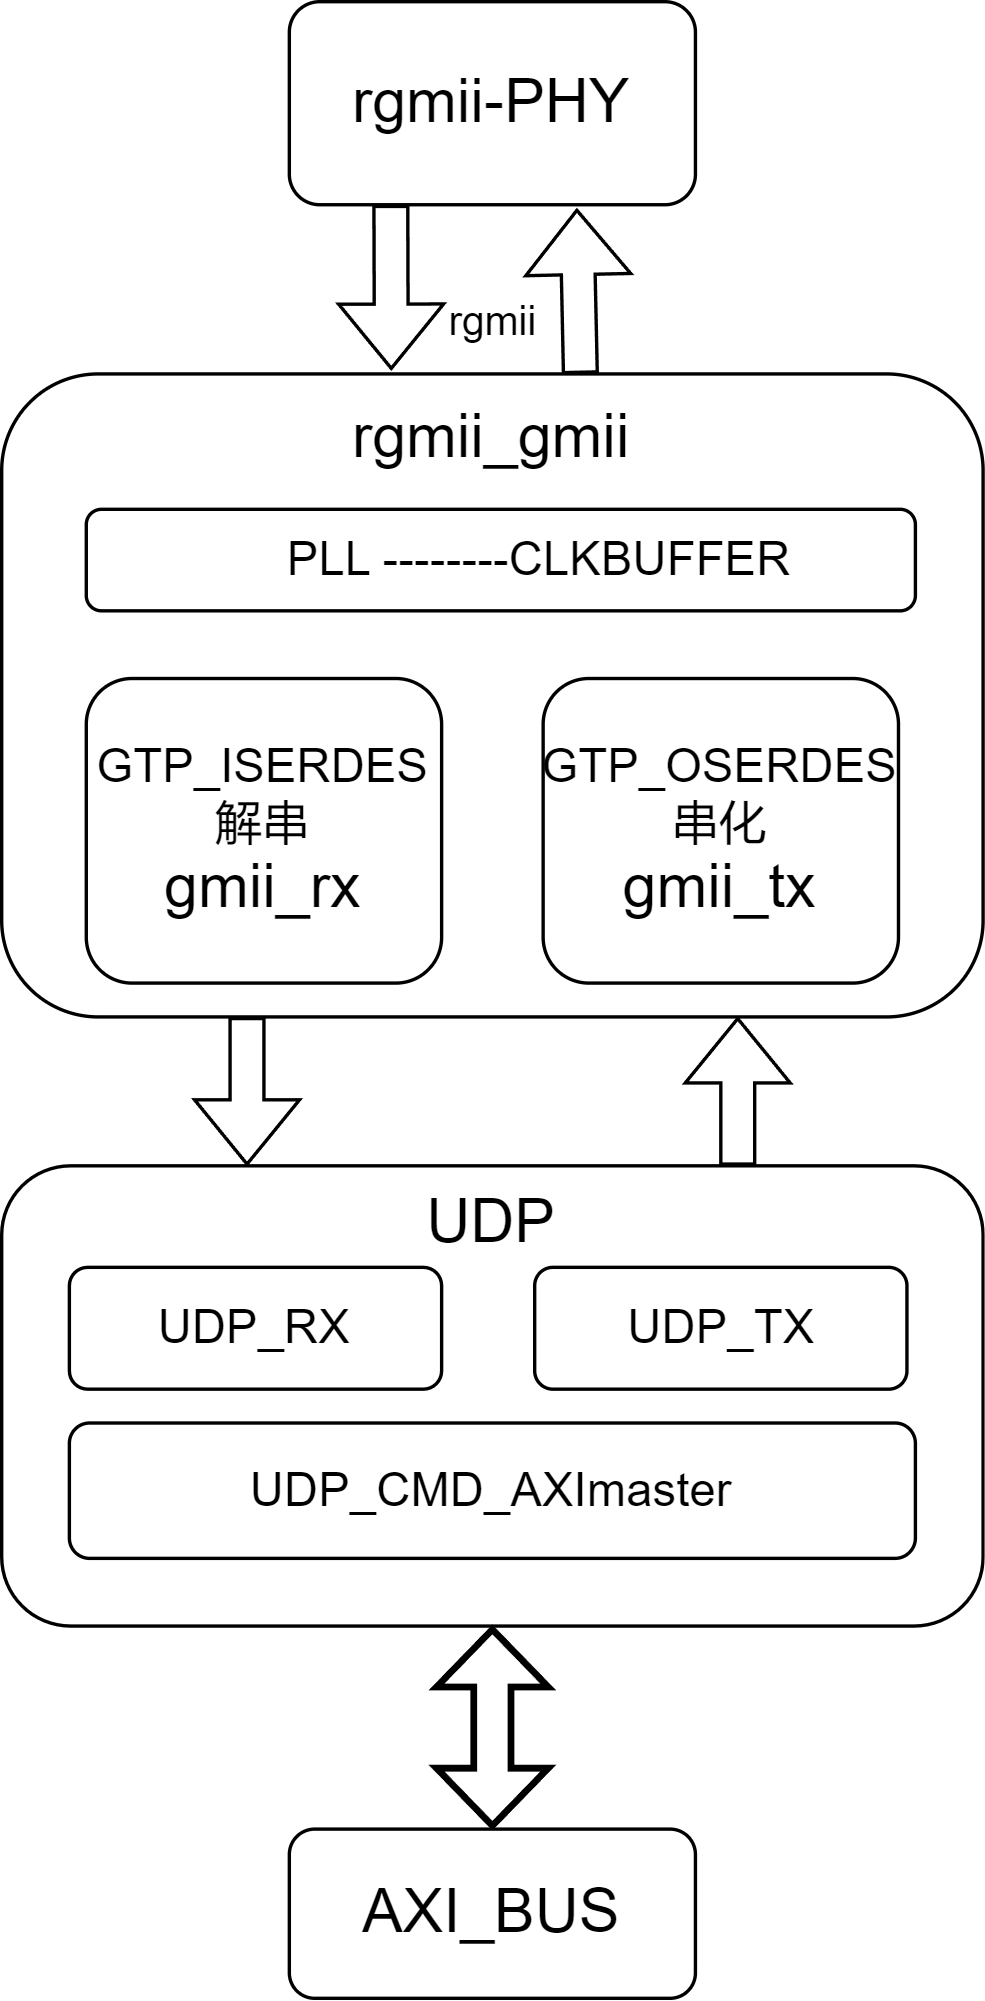 rgmii-PHY
rgmii
rgmii_gmii
PLL --------CLKBUFFER
GTP_ISERDES
解串
gmii_rx
GTP_OSERDES
串化
gmii_tx
UDP
UDP_RX
UDP_TX
UDP_CMD_AXImaster
AXI_BUS